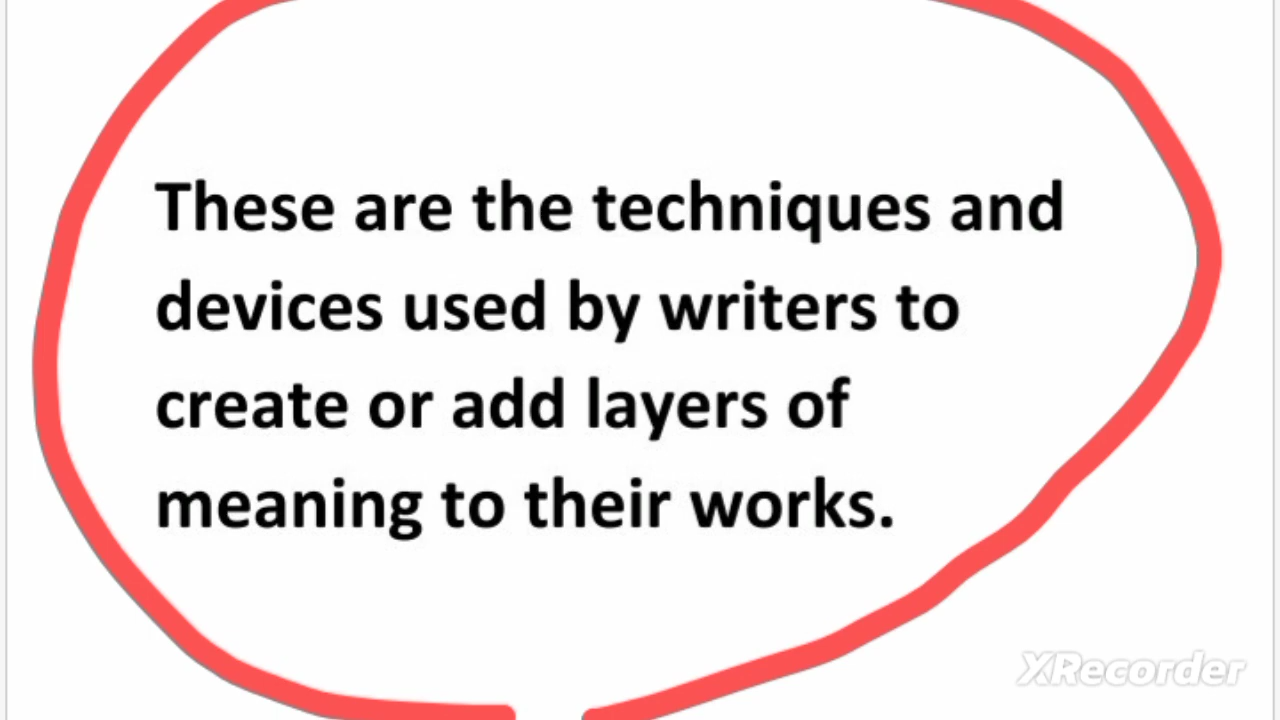 These are the techniques and
devices used by writers to
create or add layers of
meaning to their works.
XRecorder